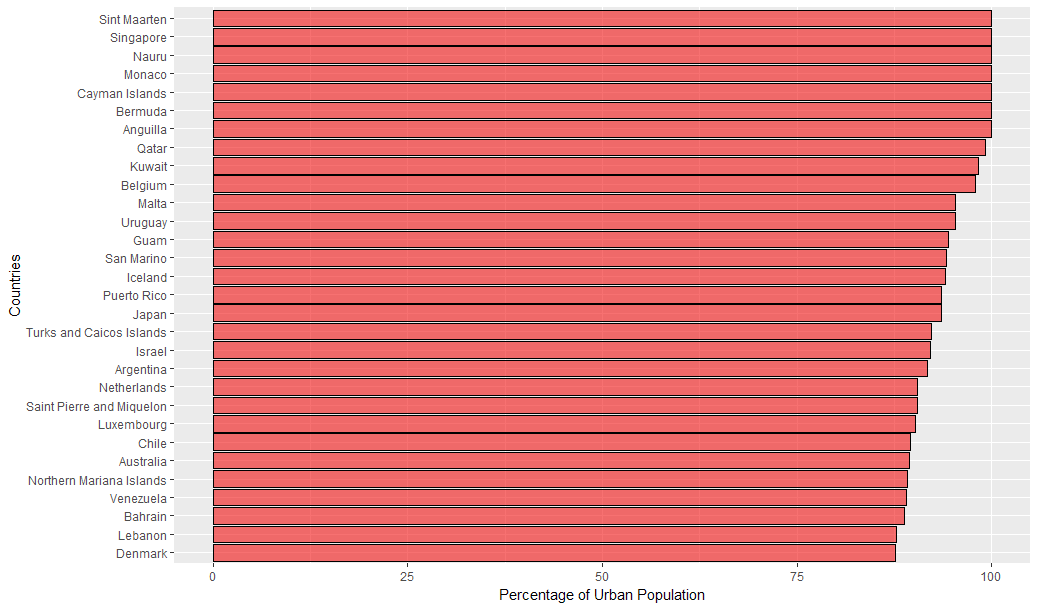 Sint Maarten
Singapore
Nauru
Monaco
Cayman Islands
Bermuda
Anguilla
Qatar
Kuwait
Belgium
Malta
Uruguay
Guam
San Marino
Iceland
Puerto Rico
Japan
Turks and Caicos Islands
Israel
Argentina
Netherlands
Saint Pierre and Miquelon
Luxembourg
Chile
Australia
Northern Mariana Islands
Venezuela
Bahrain
Lebanon
Denmark
Countries
0 25 50 75 100
Percentage of Urban Population